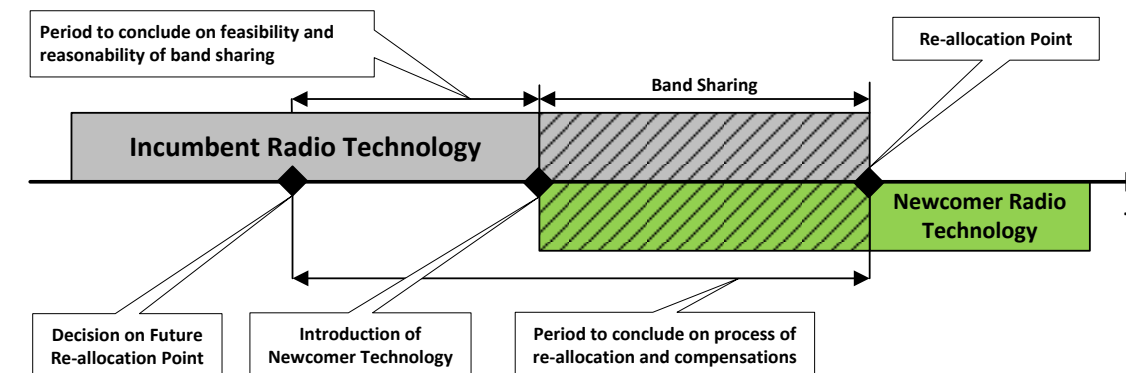 Period to conclude on feasibility and
reasonability of band sharing
Re-allocation Point
Band Sharing
Incumbent Radio Technology
Newcomer Radio
Technology
Decision on Future
Re-allocation Point
Introduction of
Newcomer Technology
Period to conclude on process of
re-allocation and compensations